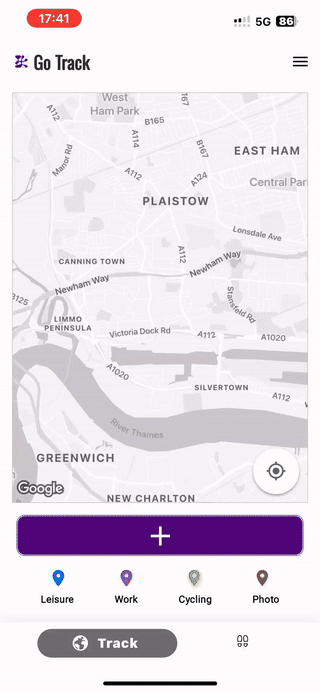 17:41
5G
86
Go Track
West
Ham Park
A112
B165
167
A114
B167
EAST HAM
Manor Rd
A112
A124
Central Par
PLAISTOW
Lonsdale Ave
A112
CANNING TOWN
Newham Way
Newham Way
B125
Stansfeld Rd
LIMMO
PENINSULA
Victoria Dock Rd
A112
A1020
A1020
SILVERTOWN
A112
River Thames
GREENWICH
Google
NEW CHARLTON
Leisure
Work
Cycling
Photo
Track